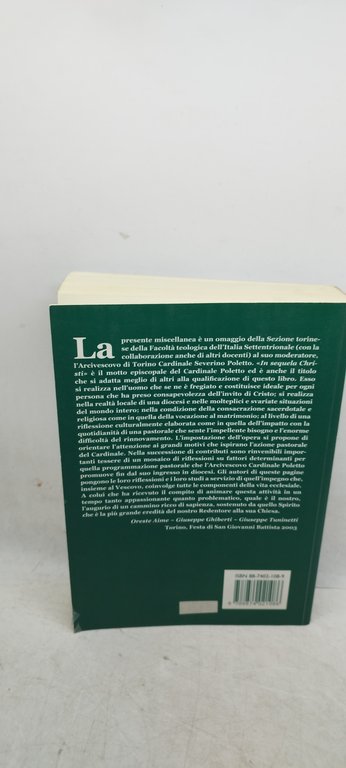 La presente miscellanea è un omaggio della Sezione torine-
se della Facoltà teologica dell'Italia Settentrionale (con la
collaborazione anche di altri docenti) al suo moderatore,
l'Arcivescovo di Torino Cardinale Severino Poletto. «In sequela Chri-
sti» è il motto episcopale del Cardinale Poletto ed è anche il titolo
che si adatta meglio di altri alla qualificazione di questo libro. Esso
si realizza nell'uomo che se ne è fregiato e costituisce ideale per ogni
persona che ha preso consapevolezza dell'invito di Cristo; si realizza
nella realtà locale di una diocesi e nelle molteplici e svariate situazioni
del mondo intero; nella condizione della consacrazione sacerdotale e
religiosa come in quella della vocazione al matrimonio; al livello di una
riflessione culturalmente elaborata come in quella dell'impatto con la
quotidianità di una pastorale che sente l'impellente bisogno e l'enorme
difficoltà del rinnovamento. L'impostazione dell'opera si propone di
orientare l'attenzione ai grandi motivi che ispirano l'azione pastorale
del Cardinale. Nella successione di contributi sono rinvenibili impor-
tanti tessere di un mosaico di riflessioni su fattori determinanti per
quella programmazione pastorale che l'Arcivescovo Cardinale Poletto
ha promosso fin dal suo ingresso in diocesi. Gli autori di queste pagine
pongono le loro riflessioni e i loro studi a servizio di quell'impegno che,
insieme al Vescovo, coinvolge tutte le componenti della vita ecclesiale.
A colui che ha ricevuto il compito di animare questa attività in un
tempo tanto appassionante quanto problematico, quale è il nostro,
l'augurio di un cammino ricco di sapienza, sostenuto da quello Spirito
che è la più grande eredità del nostro Redentore alla sua Chiesa.
Oreste Aime – Giuseppe Ghiberti – Giuseppe Tuninetti
Torino, Festa di San Giovanni Battista 2003
ISBN 88-7402-108-9